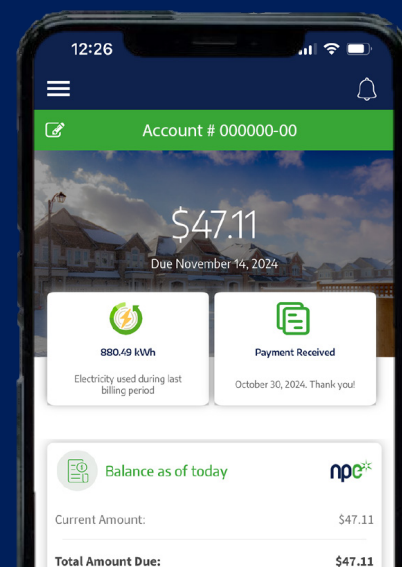 12:26
Account # 000000-00
$47.11
Due November 14, 2024
880.49 kWh
Electricity used during last
billing period
Payment Received
October 30, 2024. Thank you!
Balance as of today
npe
Current Amount:
$47.11
Total Amount Due:
$47.11